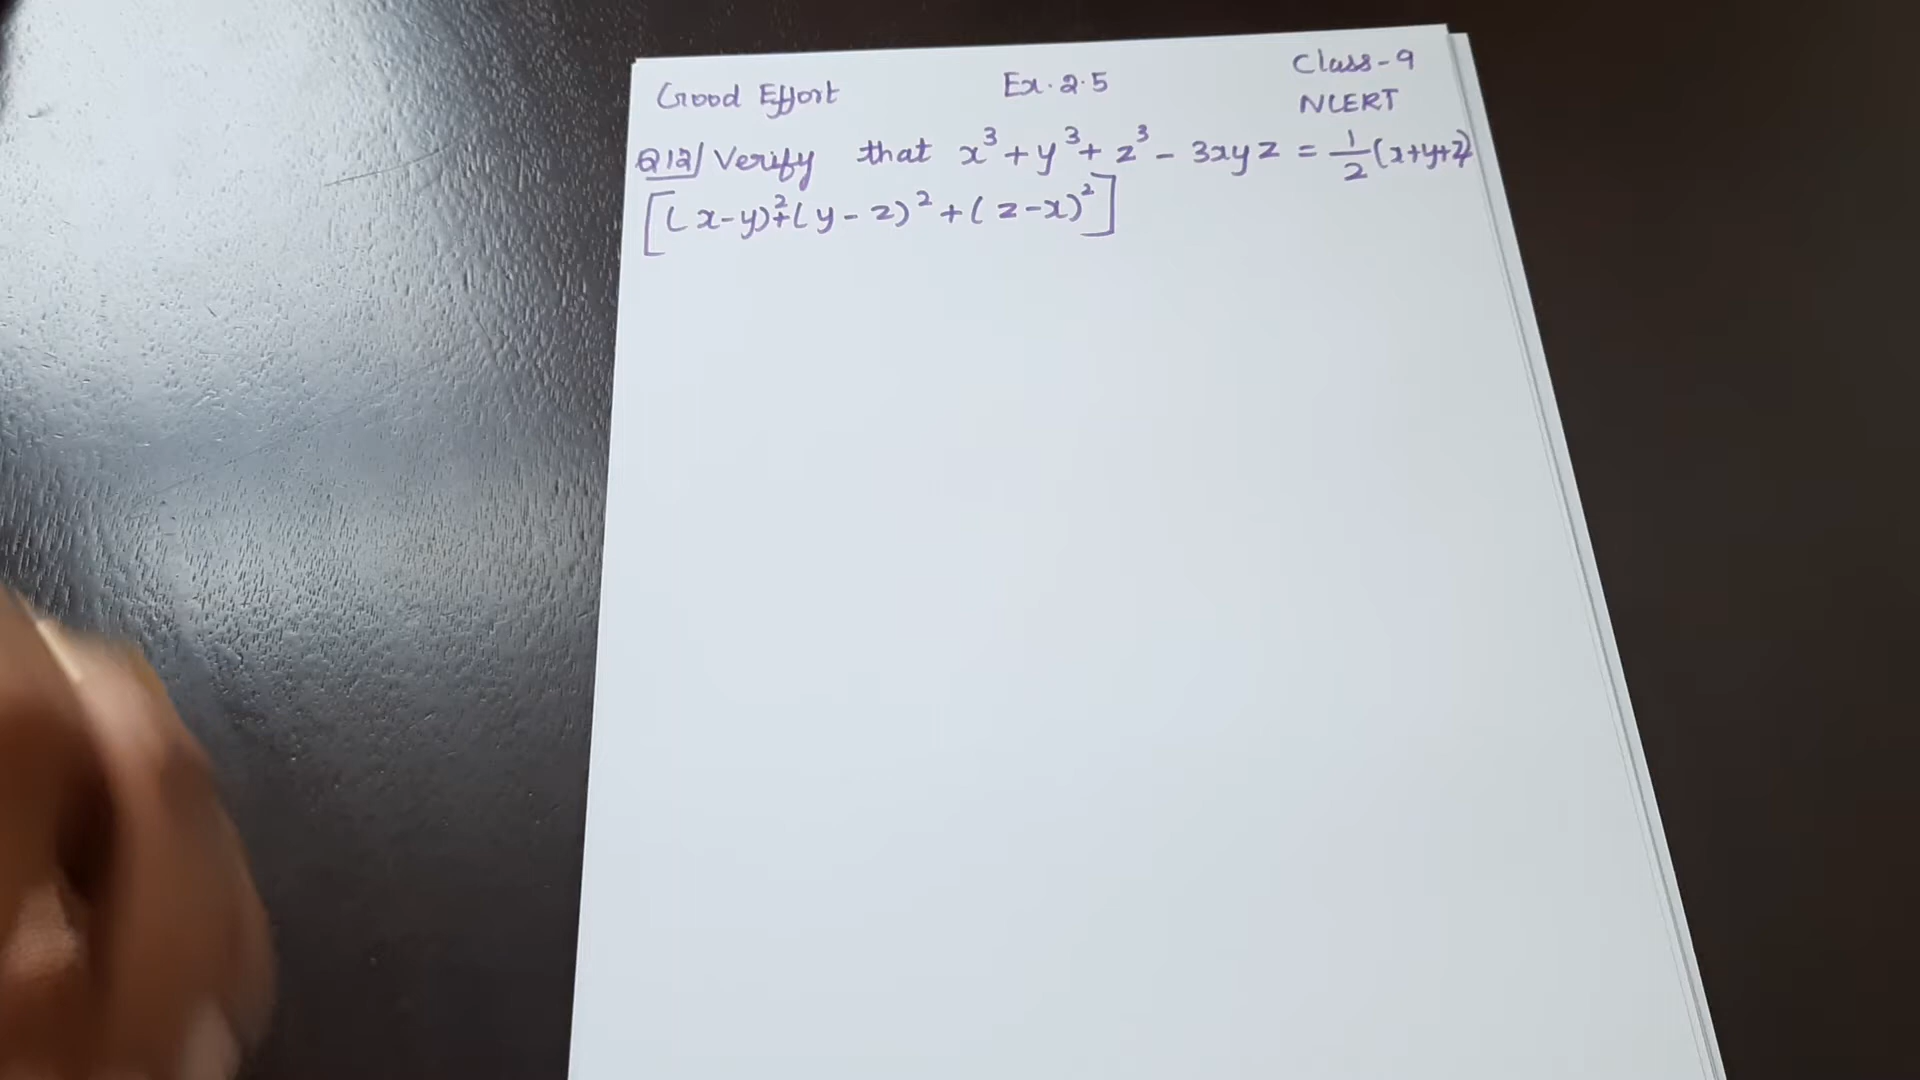 Good Effort Ex. 2.5 Class-9
NCERT
Q12/ Verify that x³ + y³ + z³ - 3xyz = 1/2 (x+y+z)
[(x-y)²+(y-z)² + (z-x)²]